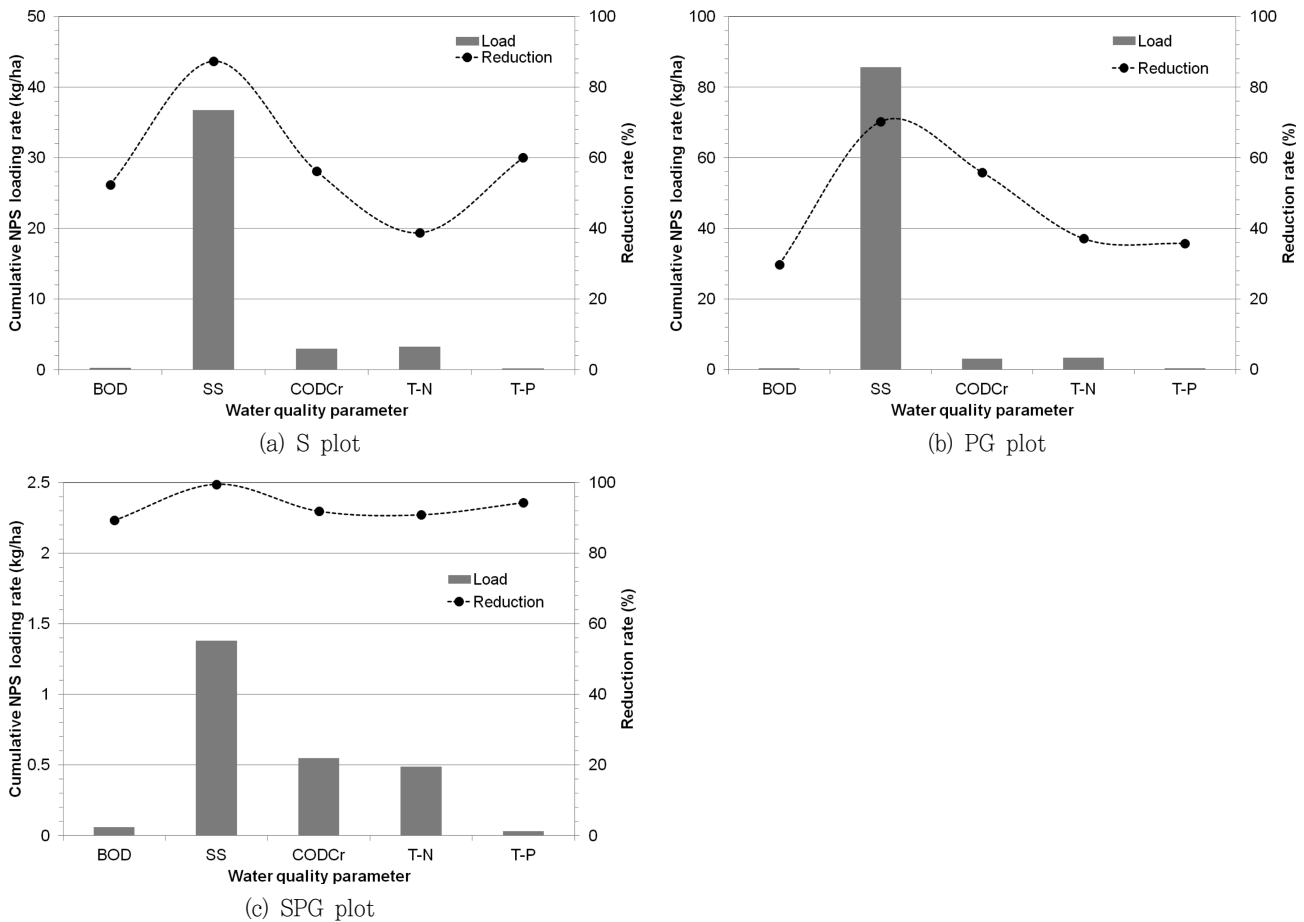 50
40
30
20
10
0
Cumulative NPS loading rate (kg/ha)
100
80
60
40
20
0
Reduction rate (%)
Load
Reduction
BOD SS CODCr T-N T-P
Water quality parameter
(a) S plot
100
80
60
40
20
0
Cumulative NPS loading rate (kg/ha)
100
80
60
40
20
0
Reduction rate (%)
Load
Reduction
BOD SS CODCr T-N T-P
Water quality parameter
(b) PG plot
2.5
2
1.5
1
0.5
0
Cumulative NPS loading rate (kg/ha)
100
80
60
40
20
0
Reduction rate (%)
Load
Reduction
BOD SS CODCr T-N T-P
Water quality parameter
(c) SPG plot